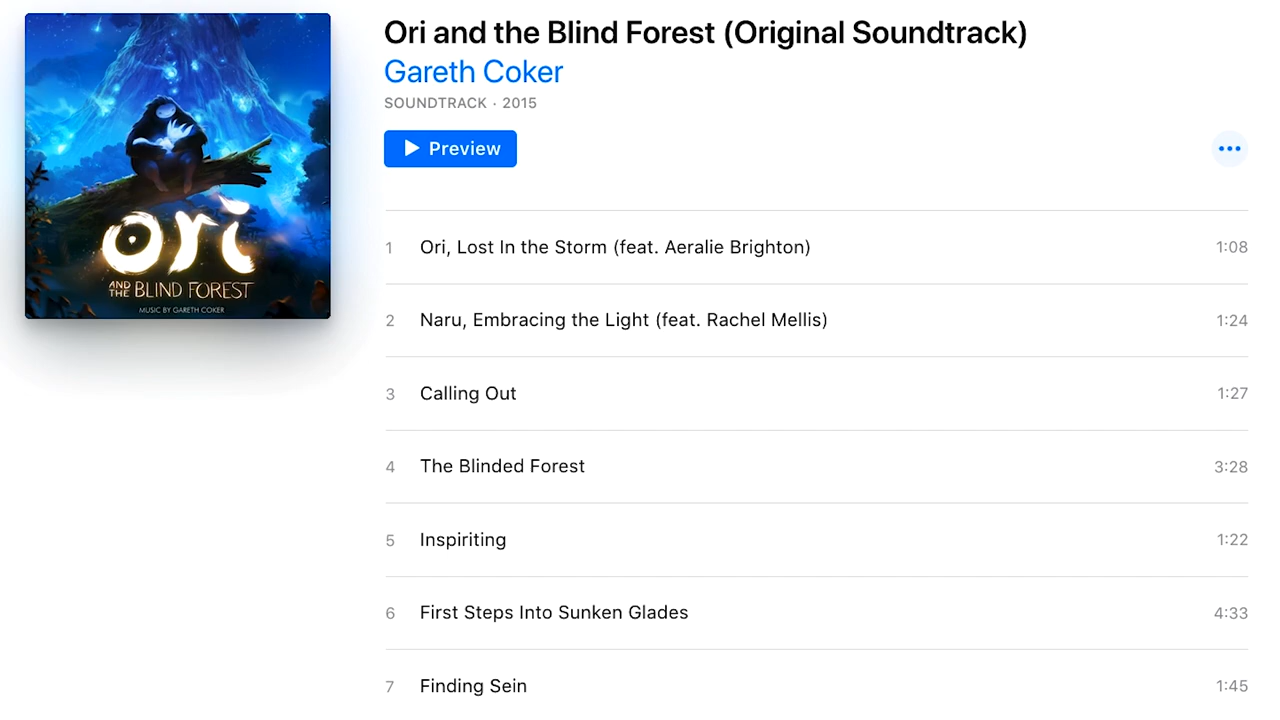 ori
AND THE BLIND FOREST
MUSIC BY GARETH COKER
Ori and the Blind Forest (Original Soundtrack)
Gareth Coker
SOUNDTRACK · 2015
Preview
1 Ori, Lost In the Storm (feat. Aeralie Brighton) 1:08
2 Naru, Embracing the Light (feat. Rachel Mellis) 1:24
3 Calling Out 1:27
4 The Blinded Forest 3:28
5 Inspiriting 1:22
6 First Steps Into Sunken Glades 4:33
7 Finding Sein 1:45